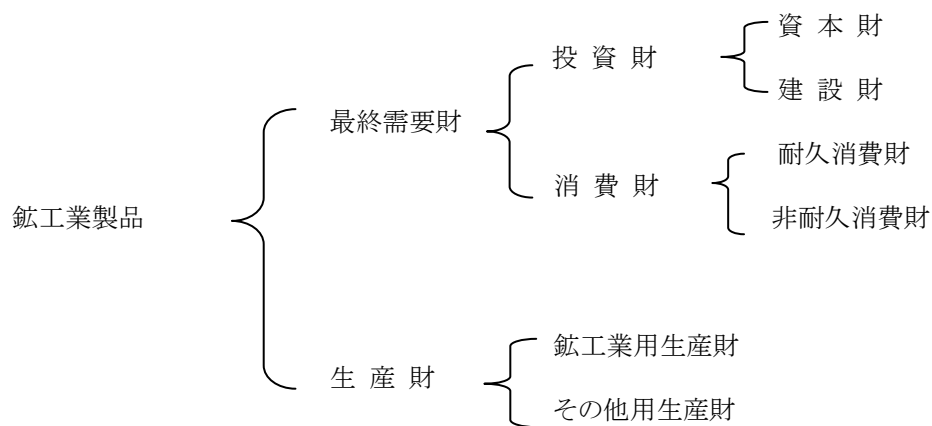 鉱工業製品
最終需要財
投 資 財
資 本 財
建 設 財
消 費 財
耐久消費財
非耐久消費財
生 産 財
鉱工業用生産財
その他用生産財